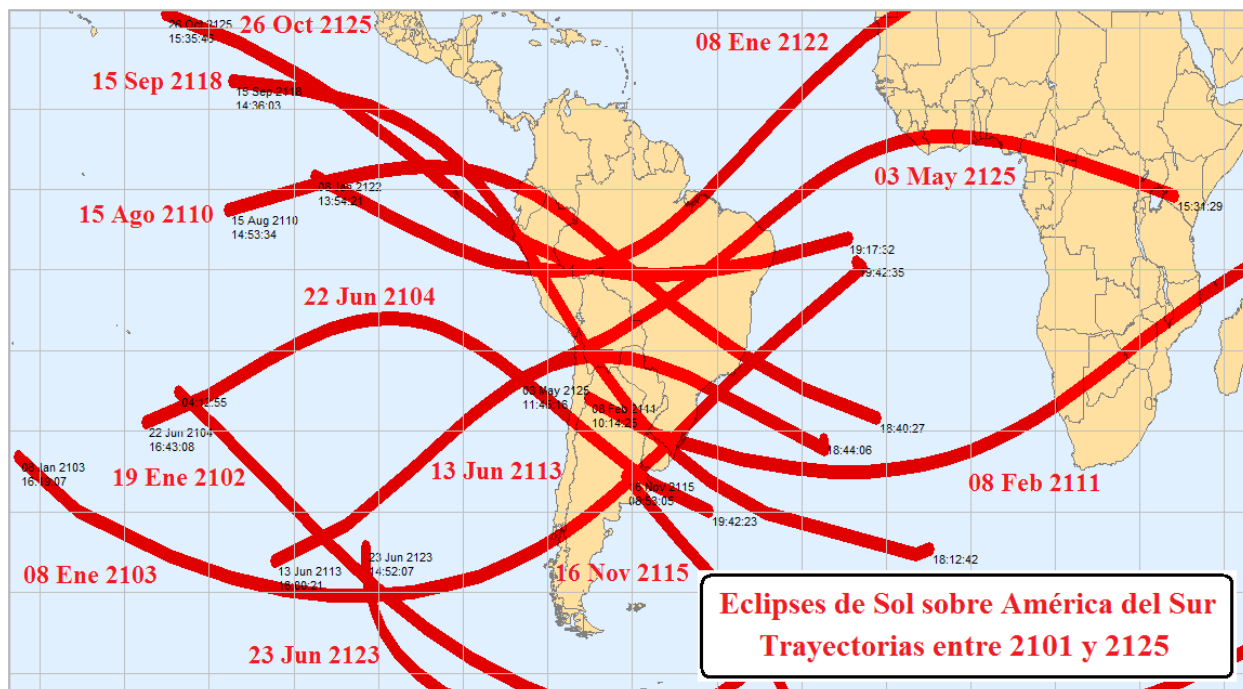 26 Oct 2125
15:35:46
26 Oct 2125
08 Ene 2122
15 Sep 2118
15 Sep 2118
14:36:03
03 May 2125
08 Jan 2122
13:54:21
15 Ago 2110
15 Aug 2110
14:53:34
15:31:29
19:17:32
19:42:35
22 Jun 2104
03 May 2125
11:45:16
08 Feb 2111
10:14:25
04:12:55
22 Jun 2104
16:43:08
18:40:27
18:44:06
08 Jan 2103
16:19:07
19 Ene 2102
13 Jun 2113
08 Feb 2111
6 Nov 2115
08:53:05
19:42:23
23 Jun 2123
14:52:07
18:12:42
13 Jun 2113
08 Ene 2103
16 Nov 2115
23 Jun 2123
Eclipses de Sol sobre América del Sur
Trayectorias entre 2101 y 2125